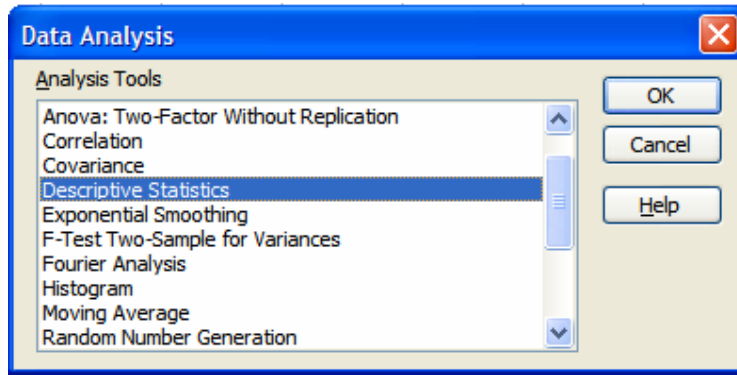 Data Analysis
Analysis Tools
OK
Anova: Two-Factor Without Replication
Correlation
Cancel
Covariance
Descriptive Statistics
Help
Exponential Smoothing
F-Test Two-Sample for Variances
Fourier Analysis
Histogram
Moving Average
Random Number Generation